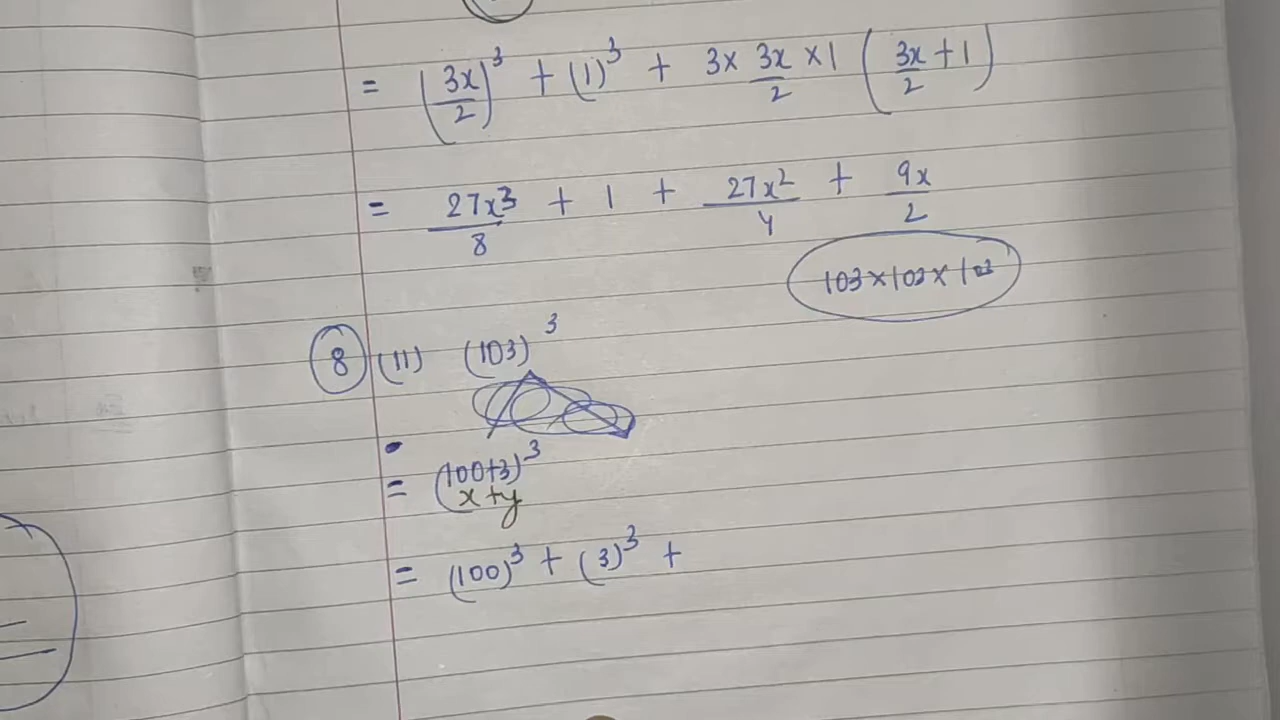 = (3x/2)³ + (1)³ + 3 × 3x/2 × 1 (3x/2 + 1)
= 27x³/8 + 1 + 27x²/4 + 9x/2
103 × 103 × 103
8 (11) (103)³
= (100+3)³
x + y
= (100)³ + (3)³ +